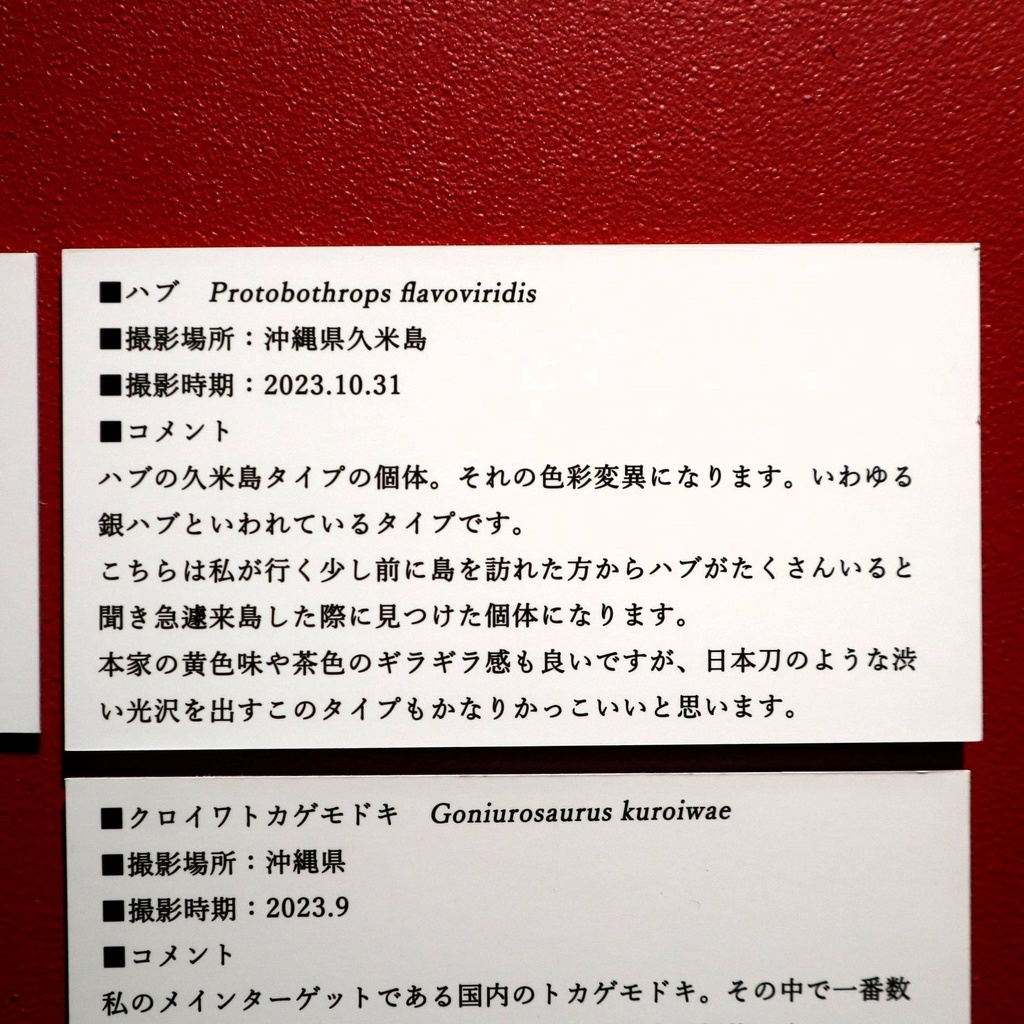 ■ハブ　Protobothrops flavoviridis
■撮影場所：沖縄県久米島
■撮影時期：2023.10.31
■コメント
ハブの久米島タイプの個体。それの色彩変異になります。いわゆる
銀ハブといわれているタイプです。
こちらは私が行く少し前に島を訪れた方からハブがたくさんいると
聞き急遽来島した際に見つけた個体になります。
本家の黄色味や茶色のギラギラ感も良いですが、日本刀のような渋
い光沢を出すこのタイプもかなりかっこいいと思います。
■クロイワトカゲモドキ　Goniurosaurus kuroiwae
■撮影場所：沖縄県
■撮影時期：2023.9
■コメント
私のメインターゲットである国内のトカゲモドキ。その中で一番数